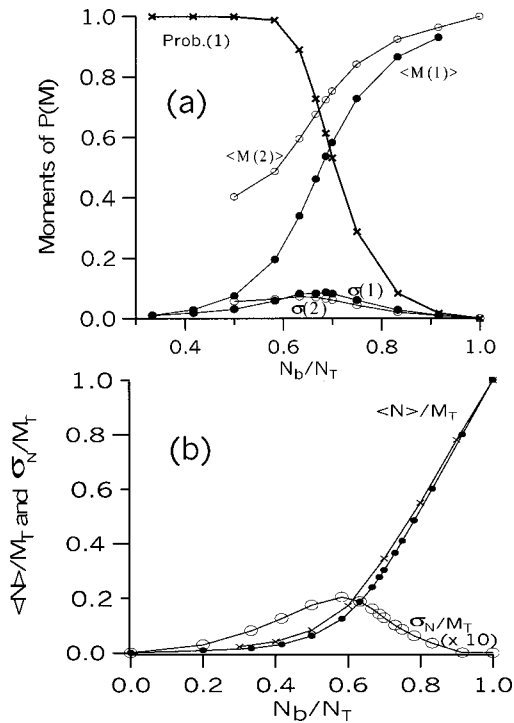 1.0
Prob.(1)
<M(1)>
0.8
(a)
0.6
<M(2)>
0.4
0.2
σ(1)
σ(2)
0.0
0.4 0.6 0.8 1.0
N_b/N_T
Moments of P(M)
1.0
<N>/M_T
0.8
(b)
0.6
0.4
0.2
σ_N/M_T
(x 10)
0.0
0.0 0.2 0.4 0.6 0.8 1.0
N_b/N_T
<N>/M_T and σ_N/M_T